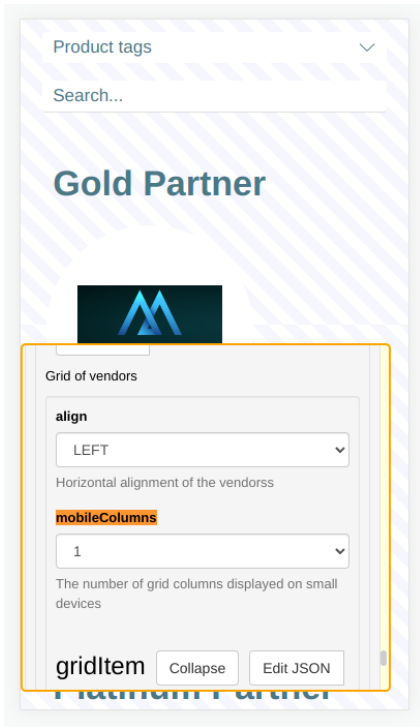 Product tags
Search...
Gold Partner
Grid of vendors
align
LEFT
Horizontal alignment of the vendorss
mobileColumns
1
The number of grid columns displayed on small
devices
gridItem Collapse Edit JSON
Platinum Partner